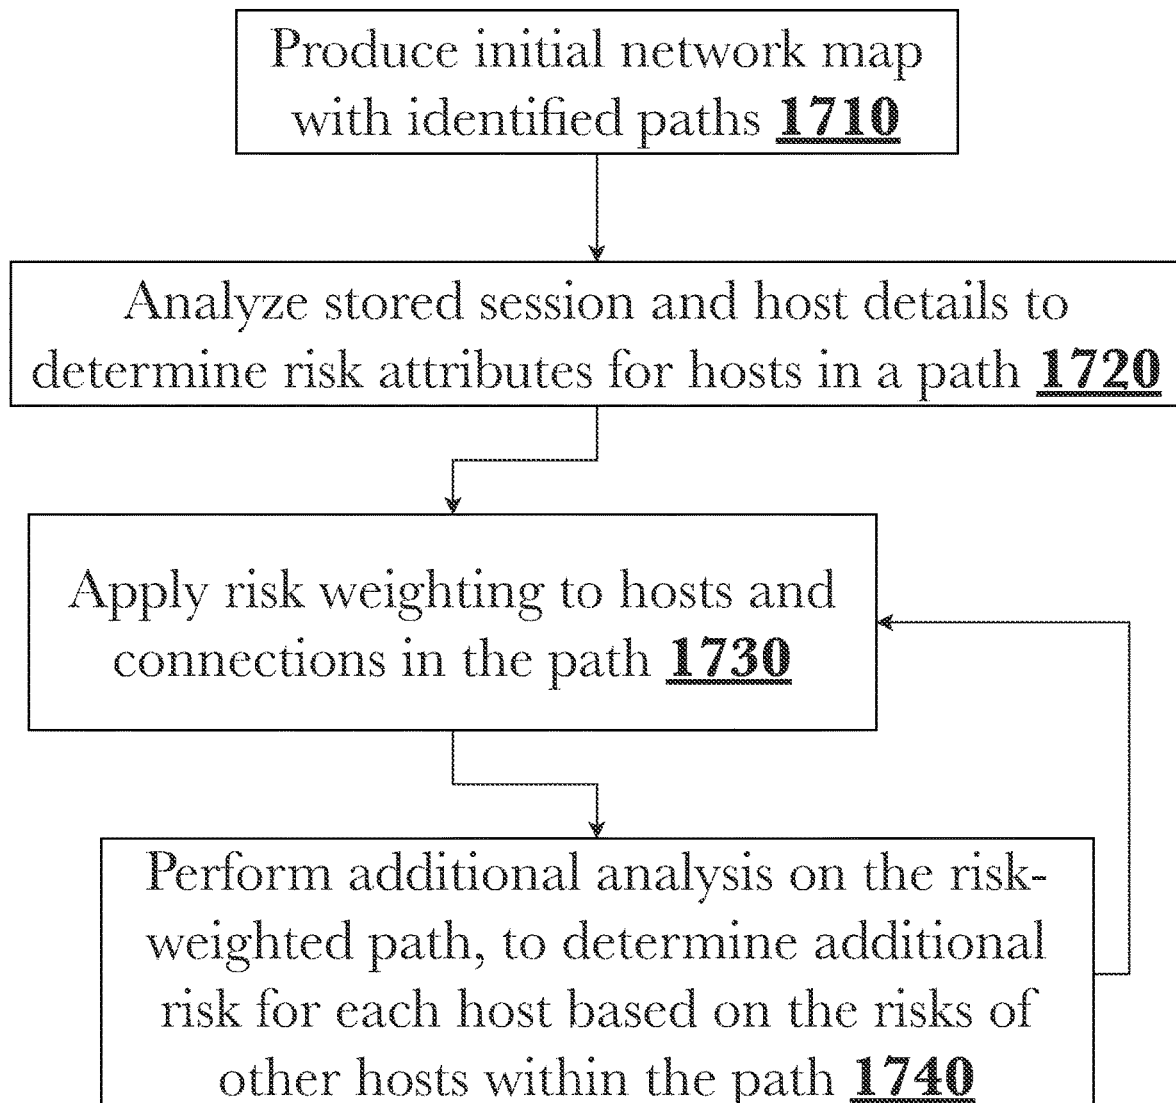 Produce initial network map
with identified paths 1710
Analyze stored session and host details to
determine risk attributes for hosts in a path 1720
Apply risk weighting to hosts and
connections in the path 1730
Perform additional analysis on the risk-
weighted path, to determine additional
risk for each host based on the risks of
other hosts within the path 1740